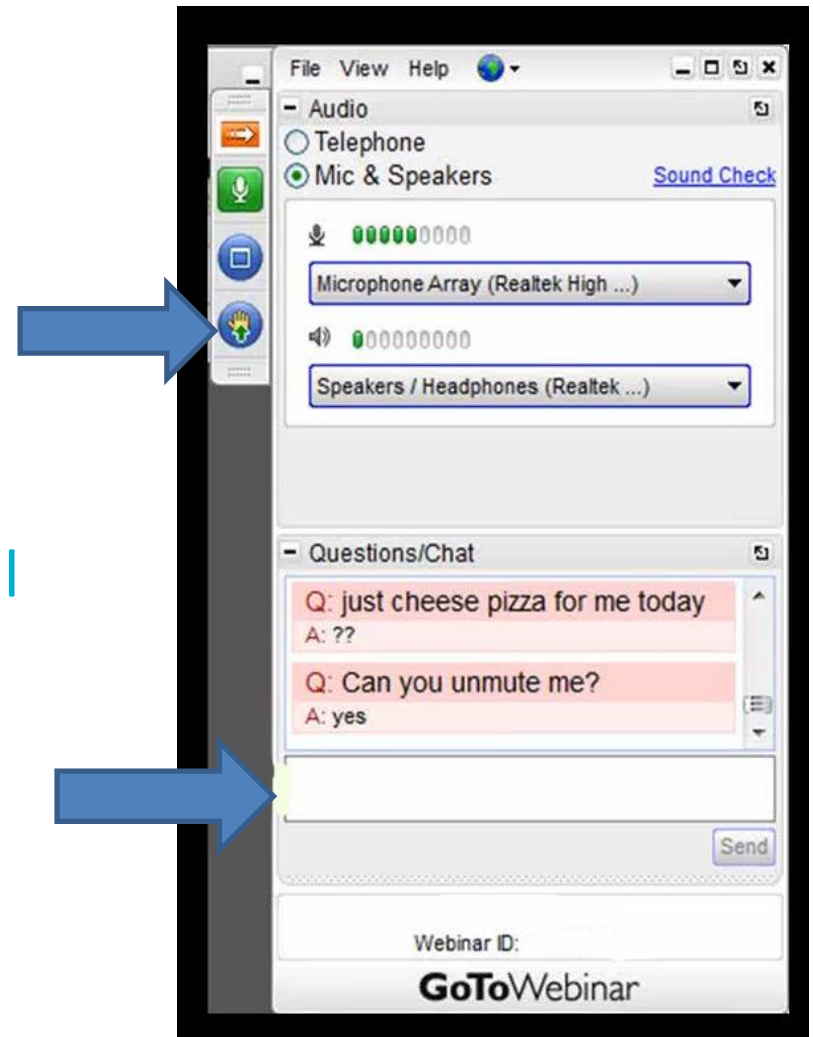 File View Help
Audio
Telephone
Mic & Speakers Sound Check
Microphone Array (Realtek High ...)
Speakers / Headphones (Realtek ...)
Questions/Chat
Q: just cheese pizza for me today
A: ??
Q: Can you unmute me?
A: yes
Send
Webinar ID:
GoToWebinar